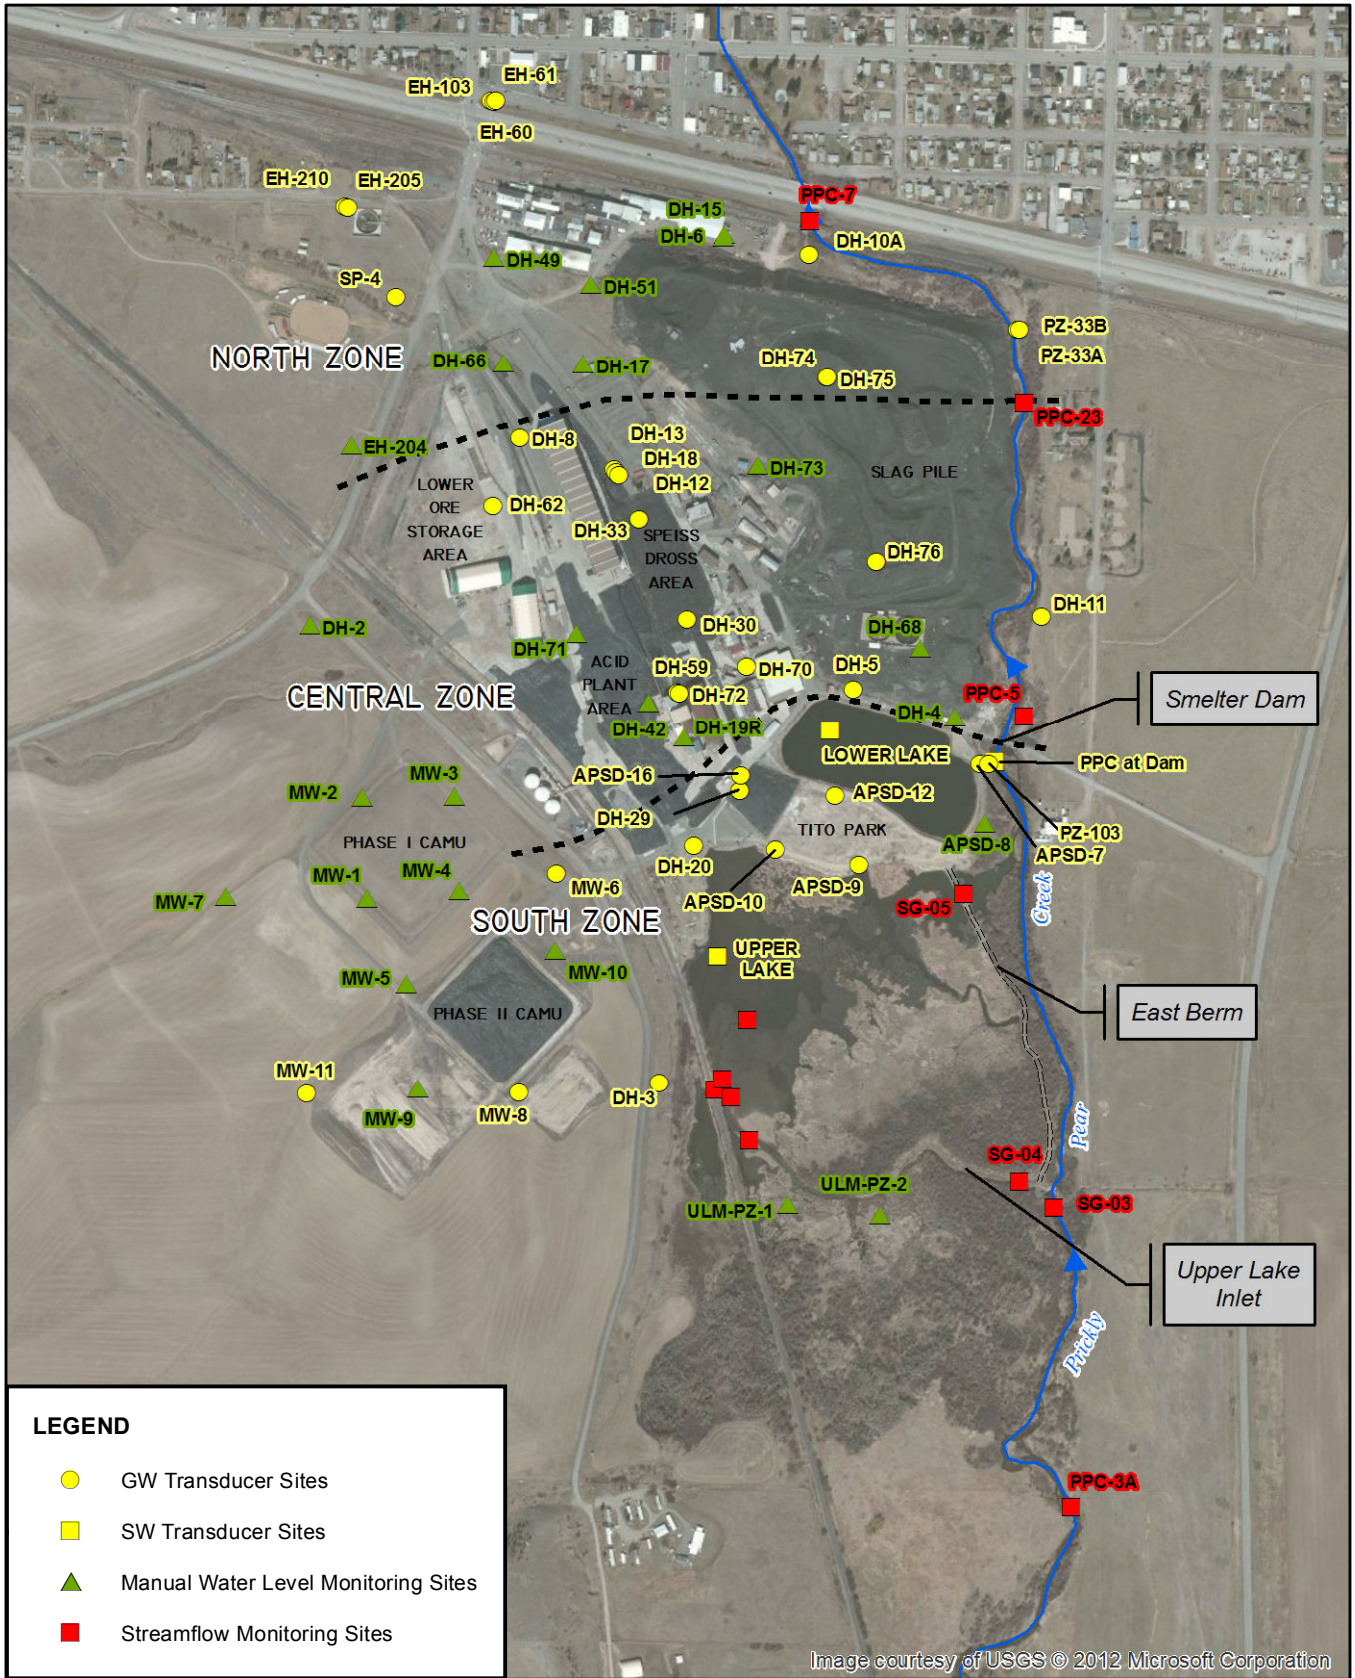 EH-61
EH-103
EH-60
EH-210
EH-205
PPC-7
DH-15
DH-6
DH-10A
DH-49
SP-4
DH-51
PZ-33B
PZ-33A
NORTH ZONE
DH-66
DH-17
DH-74
DH-75
PPC-23
DH-8
DH-13
EH-204
DH-18
DH-12
DH-73
SLAG PILE
LOWER
ORE
STORAGE
AREA
DH-62
DH-33
SPEISS
DROSS
AREA
DH-76
DH-11
DH-2
DH-30
DH-71
DH-68
ACID
PLANT
AREA
DH-59
DH-70
DH-5
DH-72
CENTRAL ZONE
PPC-5
Smelter Dam
DH-4
DH-42
DH-19R
LOWER LAKE
PPC at Dam
APSD-16
MW-3
MW-2
APSD-12
DH-29
TITO PARK
PZ-103
PHASE I CAMU
APSD-8
APSD-7
DH-20
MW-4
MW-1
MW-6
APSD-9
MW-7
APSD-10
SG-05
Creek
SOUTH ZONE
UPPER
LAKE
MW-10
MW-5
PHASE II CAMU
East Berm
MW-11
DH-3
MW-9
MW-8
Pear
SG-04
ULM-PZ-2
ULM-PZ-1
SG-03
Upper Lake
Inlet
Prickly
PPC-3A
LEGEND
GW Transducer Sites
SW Transducer Sites
Manual Water Level Monitoring Sites
Streamflow Monitoring Sites
Image courtesy of USGS © 2012 Microsoft Corporation